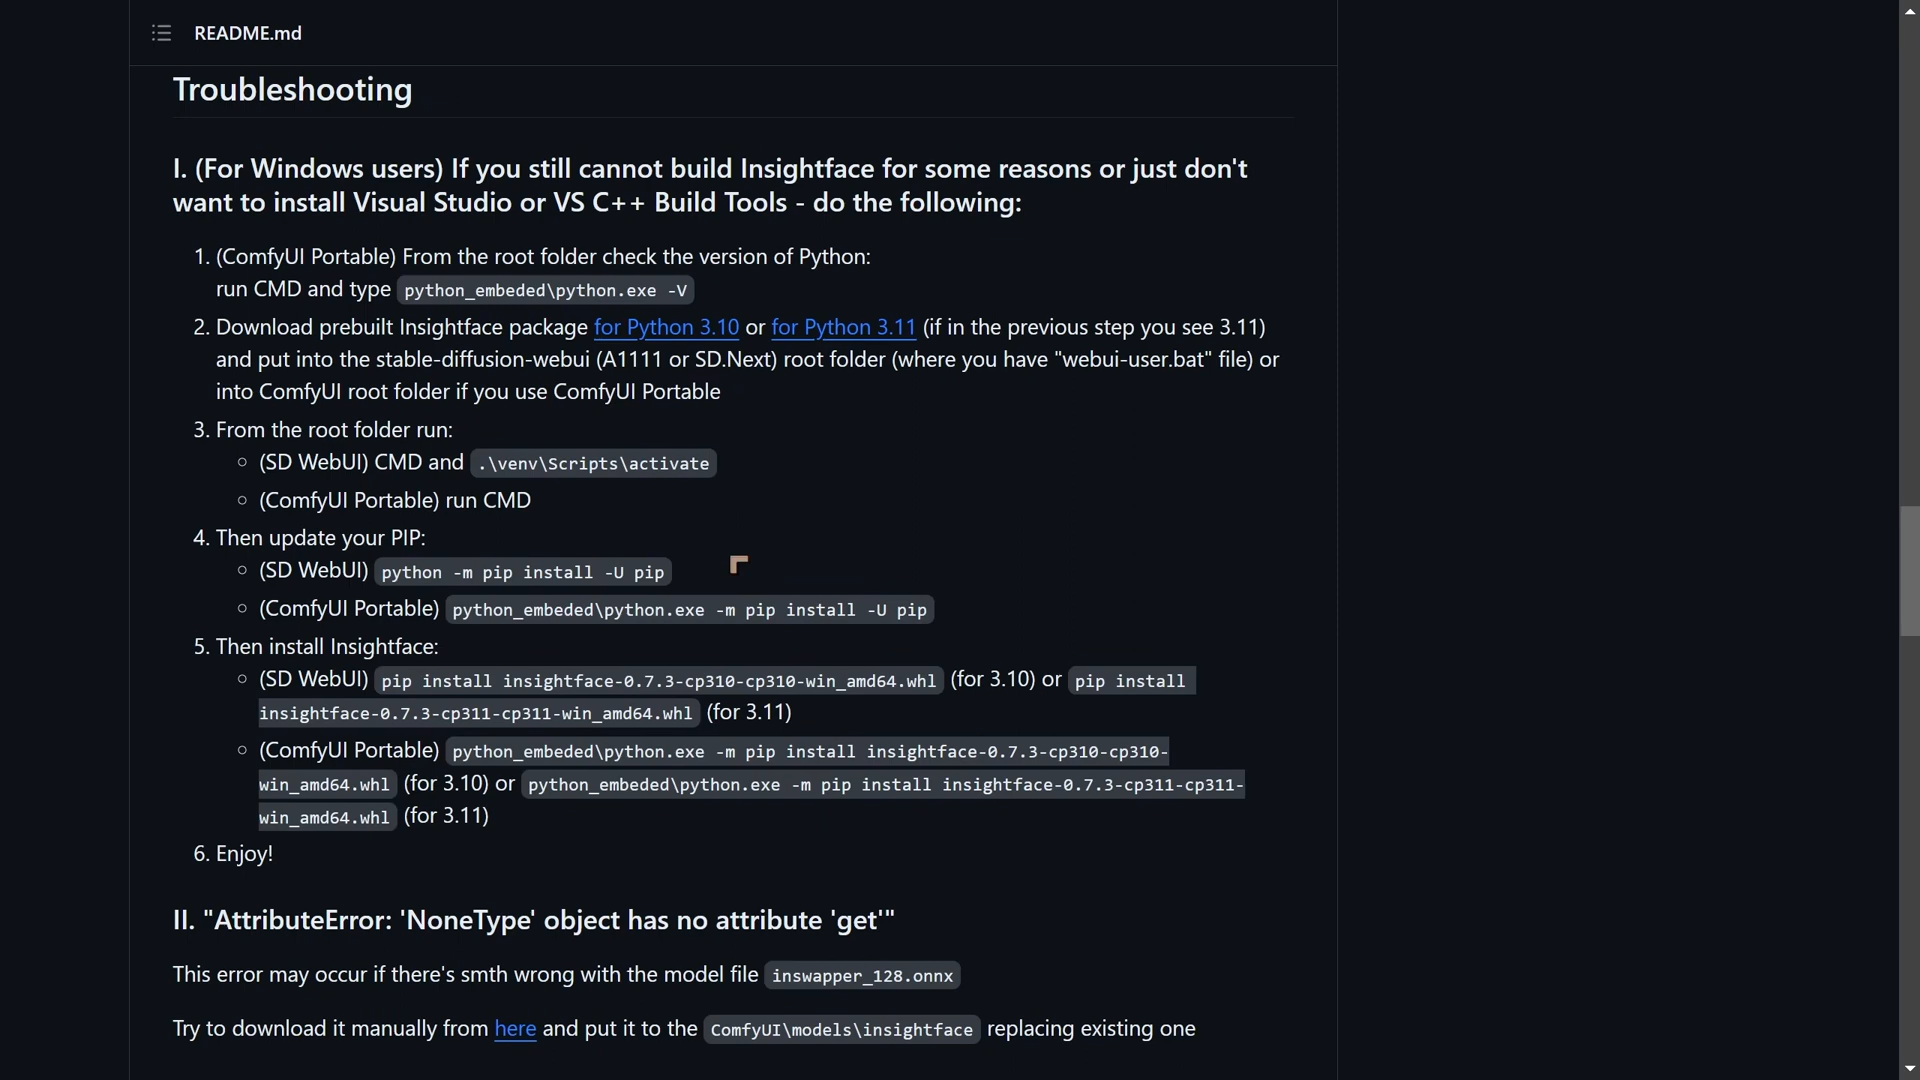 README.md
Troubleshooting
I. (For Windows users) If you still cannot build Insightface for some reasons or just don't
want to install Visual Studio or VS C++ Build Tools - do the following:
1. (ComfyUI Portable) From the root folder check the version of Python:
run CMD and type python_embeded\python.exe -V
2. Download prebuilt Insightface package for Python 3.10 or for Python 3.11 (if in the previous step you see 3.11)
and put into the stable-diffusion-webui (A1111 or SD.Next) root folder (where you have "webui-user.bat" file) or
into ComfyUI root folder if you use ComfyUI Portable
3. From the root folder run:
(SD WebUI) CMD and .\venv\Scripts\activate
(ComfyUI Portable) run CMD
4. Then update your PIP:
(SD WebUI) python -m pip install -U pip
(ComfyUI Portable) python_embeded\python.exe -m pip install -U pip
5. Then install Insightface:
(SD WebUI) pip install insightface-0.7.3-cp310-cp310-win_amd64.whl (for 3.10) or pip install
insightface-0.7.3-cp311-cp311-win_amd64.whl (for 3.11)
(ComfyUI Portable) python_embeded\python.exe -m pip install insightface-0.7.3-cp310-cp310-
win_amd64.whl (for 3.10) or python_embeded\python.exe -m pip install insightface-0.7.3-cp311-cp311-
win_amd64.whl (for 3.11)
6. Enjoy!
II. "AttributeError: 'NoneType' object has no attribute 'get'"
This error may occur if there's smth wrong with the model file inswapper_128.onnx
Try to download it manually from here and put it to the ComfyUI\models\insightface replacing existing one